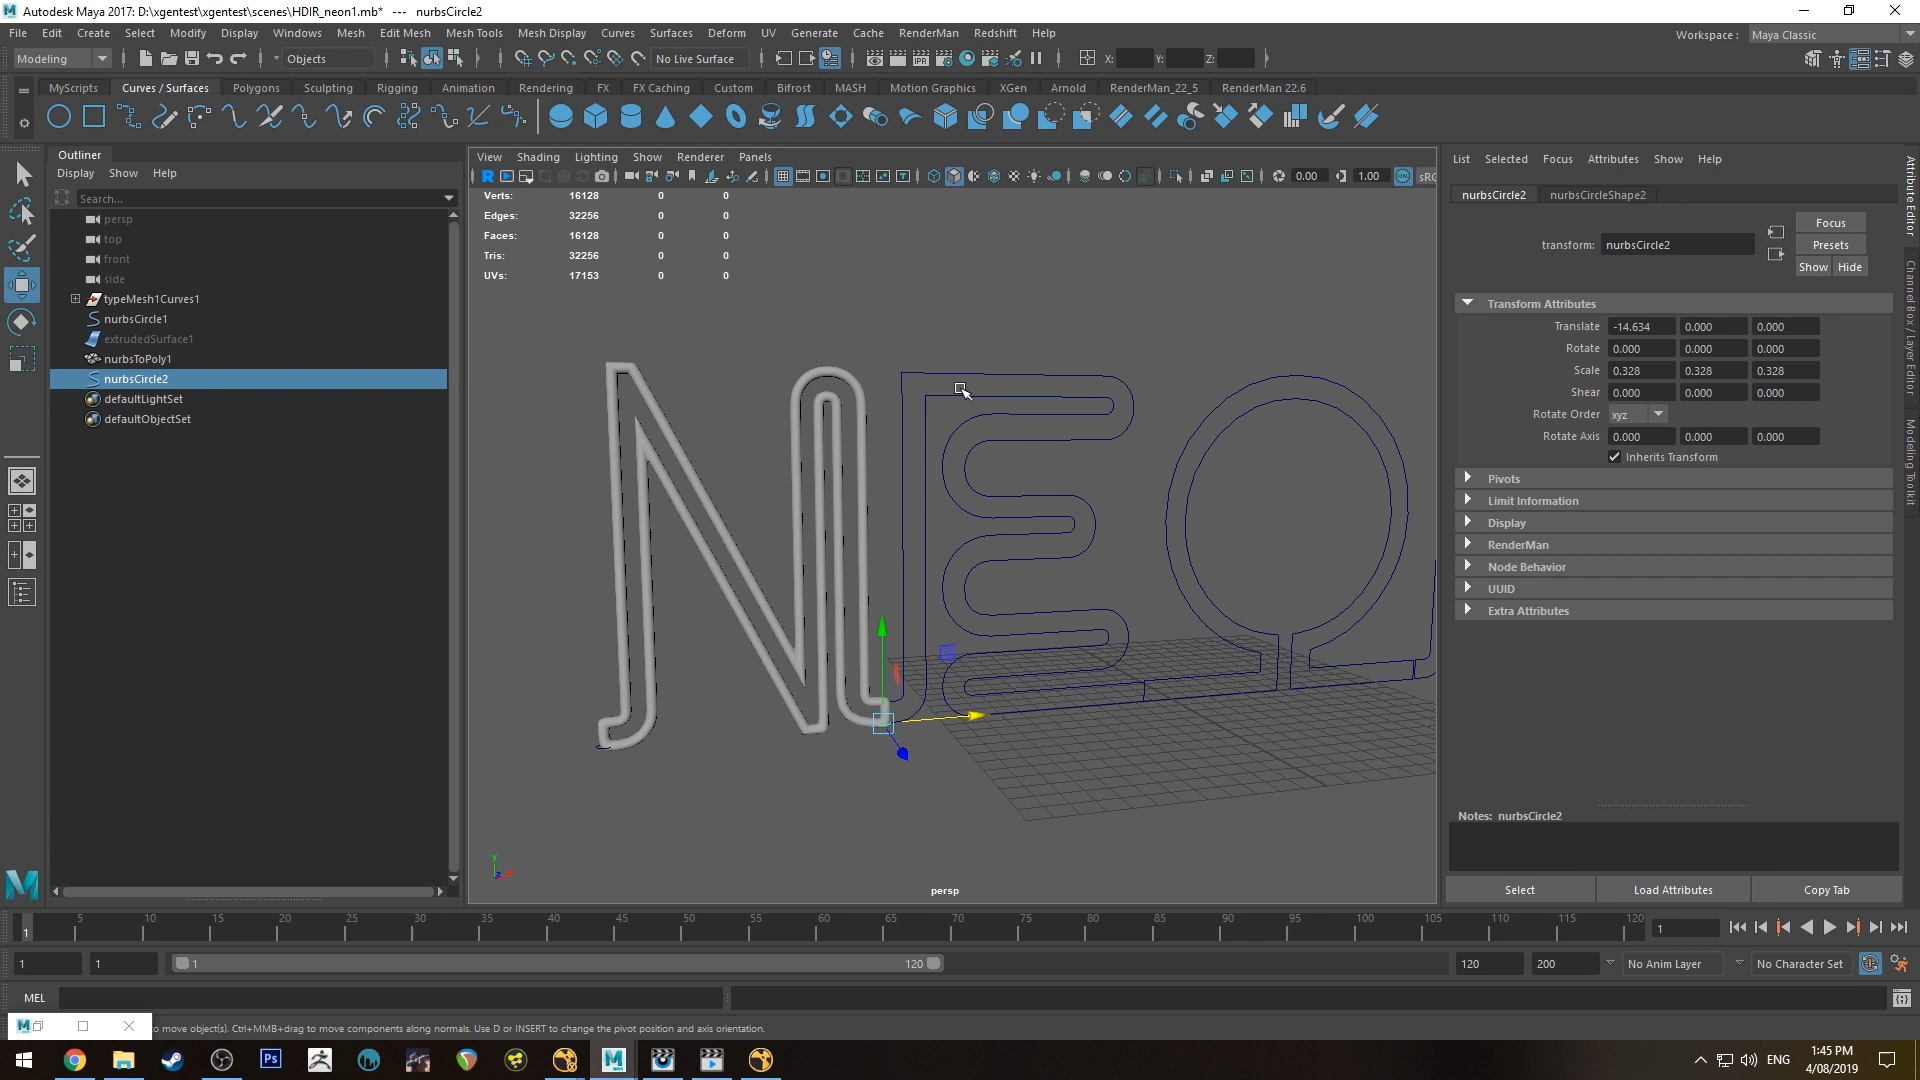 Autodesk Maya 2017: D:\xgentest\xgentest\scenes\HDIR_neon1.mb*  ---  nurbsCircle2
File Edit Create Select Modify Display Windows Mesh Edit Mesh Mesh Tools Mesh Display Curves Surfaces Deform UV Generate Cache RenderMan Redshift Help
Workspace : Maya Classic
Modeling Objects No Live Surface X: Y: Z:
MyScripts Curves / Surfaces Polygons Sculpting Rigging Animation Rendering FX FX Caching Custom Bifrost MASH Motion Graphics XGen Arnold RenderMan_22_5 RenderMan 22.6
Outliner
Display Show Help
Search...
persp
top
front
side
typeMesh1Curves1
nurbsCircle1
extrudedSurface1
nurbsToPoly1
nurbsCircle2
defaultLightSet
defaultObjectSet
View Shading Lighting Show Renderer Panels
0.00 1.00
Verts: 16128 0 0
Edges: 32256 0 0
Faces: 16128 0 0
Tris: 32256 0 0
UVs: 17153 0 0
persp
List Selected Focus Attributes Show Help
nurbsCircle2 nurbsCircleShape2
transform: nurbsCircle2
Focus
Presets
Show Hide
Transform Attributes
Translate -14.634 0.000 0.000
Rotate 0.000 0.000 0.000
Scale 0.328 0.328 0.328
Shear 0.000 0.000 0.000
Rotate Order xyz
Rotate Axis 0.000 0.000 0.000
Inherits Transform
Pivots
Limit Information
Display
RenderMan
Node Behavior
UUID
Extra Attributes
Notes: nurbsCircle2
Select Load Attributes Copy Tab
Attribute Editor
Channel Box / Layer Editor
Modeling Toolkit
5 10 15 20 25 30 35 40 45 50 55 60 65 70 75 80 85 90 95 100 105 110 115 120
1
1
1 1 1 120 120 200 No Anim Layer No Character Set
MEL
o move object(s). Ctrl+MMB+drag to move components along normals. Use D or INSERT to change the pivot position and axis orientation.
ENG
1:45 PM
4/08/2019